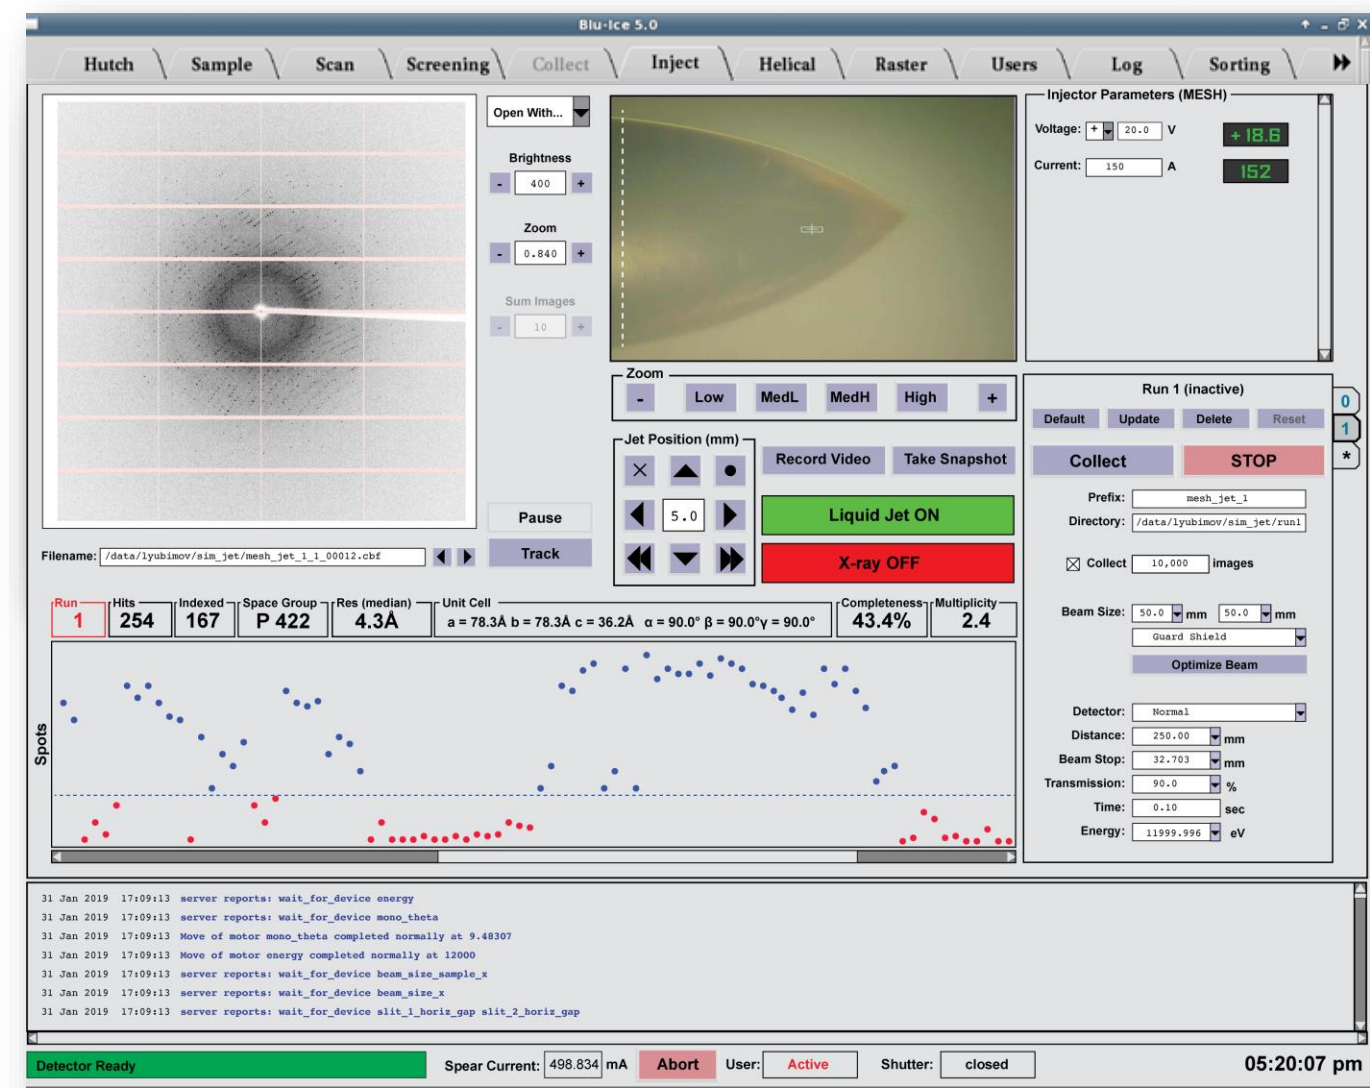 Blu-Ice 5.0
Hutch Sample Scan Screening Collect Inject Helical Raster Users Log Sorting
Open With...
Brightness
- 400 +
Zoom
- 0.840 +
Sum Images
- 10 +
Pause
Track
Filename: /data/lyubimov/sim_jet/mesh_jet_1_1_00012.cbf
Zoom
- Low MedL MedH High +
Jet Position (mm)
5.0
Record Video Take Snapshot
Liquid Jet ON
X-ray OFF
Injector Parameters (MESH)
Voltage: + 20.0 V +18.6
Current: 150 A 152
Run 1 (inactive)
Default Update Delete Reset
Collect STOP
0
1
*
Prefix: mesh_jet_1
Directory: /data/lyubimov/sim_jet/run1
Collect 10,000 images
Beam Size: 50.0 mm 50.0 mm
Guard Shield
Optimize Beam
Detector: Normal
Distance: 250.00 mm
Beam Stop: 32.703 mm
Transmission: 90.0 %
Time: 0.10 sec
Energy: 11999.996 eV
Run Hits Indexed Space Group Res (median) Unit Cell Completeness Multiplicity
1 254 167 P 422 4.3Å a = 78.3Å b = 78.3Å c = 36.2Å α = 90.0° β = 90.0°γ = 90.0° 43.4% 2.4
Spots
31 Jan 2019 17:09:13 server reports: wait_for_device energy
31 Jan 2019 17:09:13 server reports: wait_for_device mono_theta
31 Jan 2019 17:09:13 Move of motor mono_theta completed normally at 9.48307
31 Jan 2019 17:09:13 Move of motor energy completed normally at 12000
31 Jan 2019 17:09:13 server reports: wait_for_device beam_size_sample_x
31 Jan 2019 17:09:13 server reports: wait_for_device beam_size_x
31 Jan 2019 17:09:13 server reports: wait_for_device slit_1_horiz_gap slit_2_horiz_gap
Detector Ready Spear Current: 498.834 mA Abort User: Active Shutter: closed 05:20:07 pm